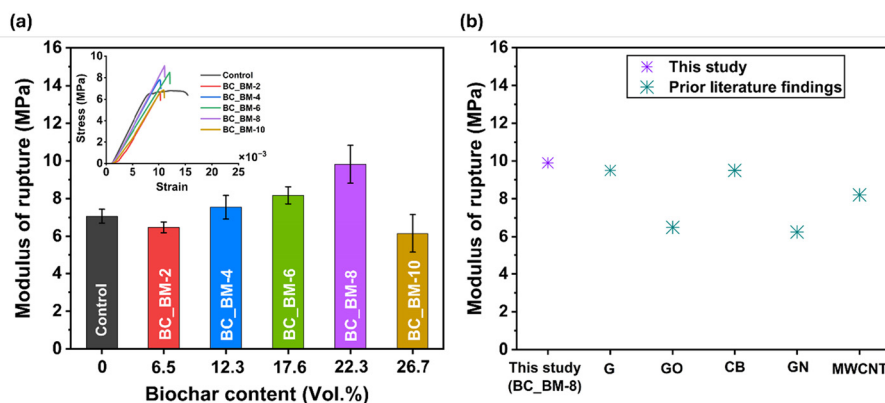 (a)
Modulus of rupture (MPa)
16
14
12
10
8
6
4
2
0
Stress (MPa)
10
8
6
4
2
0
0
5
10
15
20
25
×10⁻³
Strain
Control
BC_BM-2
BC_BM-4
BC_BM-6
BC_BM-8
BC_BM-10
Control
BC_BM-2
BC_BM-4
BC_BM-6
BC_BM-8
BC_BM-10
0
6.5
12.3
17.6
22.3
26.7
Biochar content (Vol.%)
(b)
Modulus of rupture (MPa)
16
14
12
10
8
6
4
2
0
This study
Prior literature findings
This study
(BC_BM-8)
G
GO
CB
GN
MWCNT